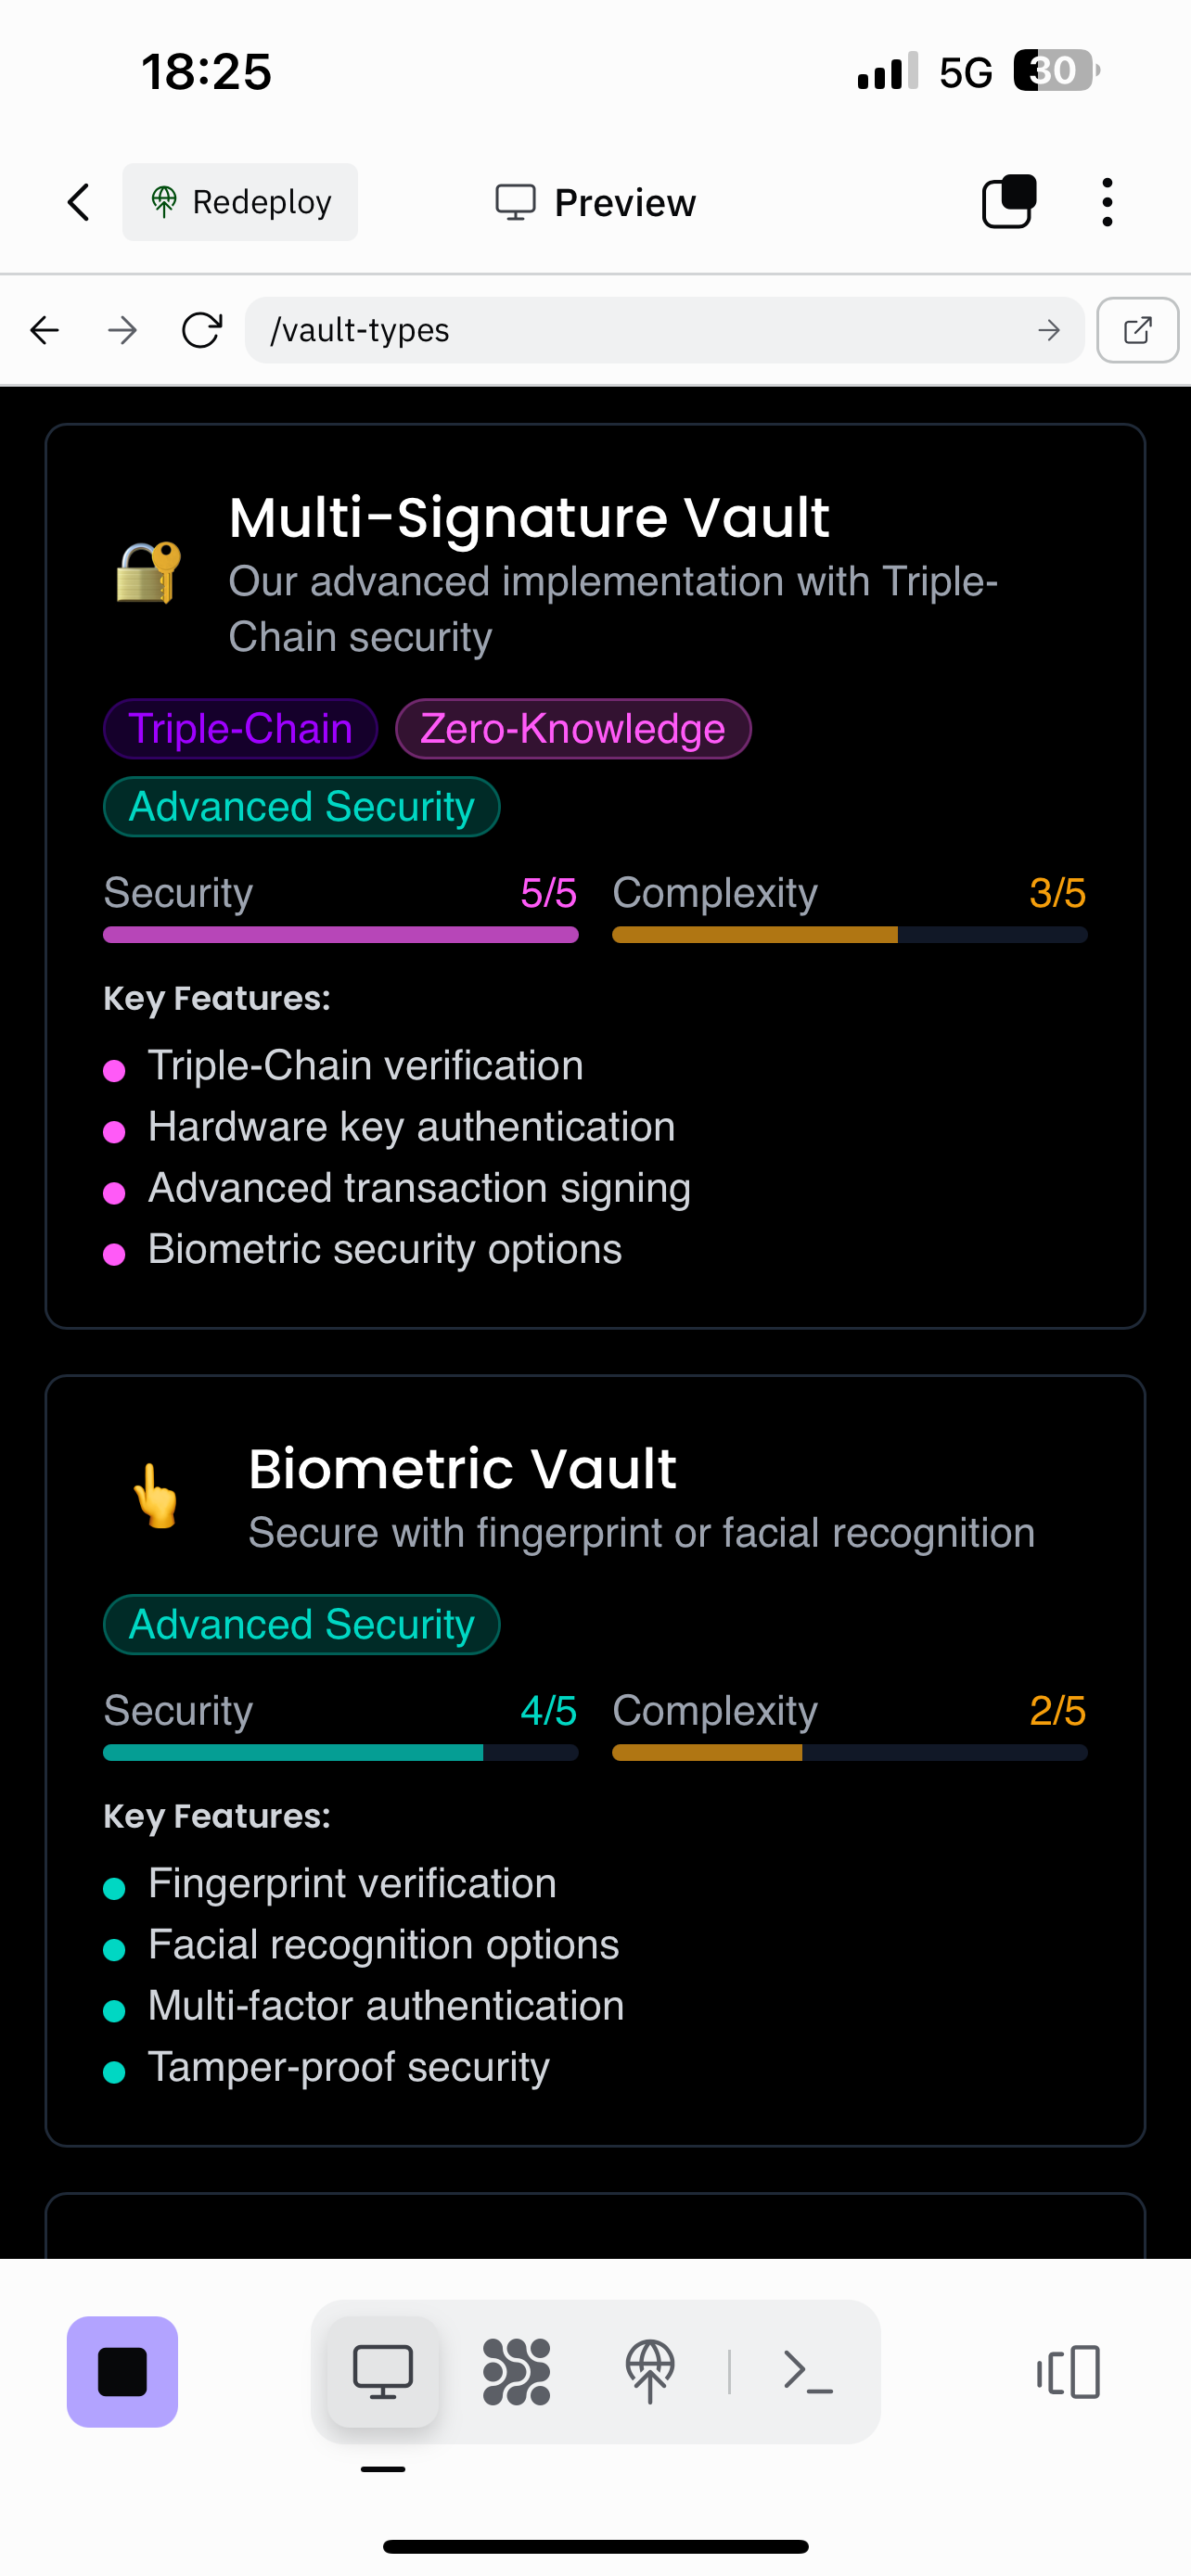 18:25
5G 30
Redeploy
Preview
/vault-types
Multi-Signature Vault
Our advanced implementation with Triple-
Chain security
Triple-Chain
Zero-Knowledge
Advanced Security
Security 5/5
Complexity 3/5
Key Features:
Triple-Chain verification
Hardware key authentication
Advanced transaction signing
Biometric security options
Biometric Vault
Secure with fingerprint or facial recognition
Advanced Security
Security 4/5
Complexity 2/5
Key Features:
Fingerprint verification
Facial recognition options
Multi-factor authentication
Tamper-proof security